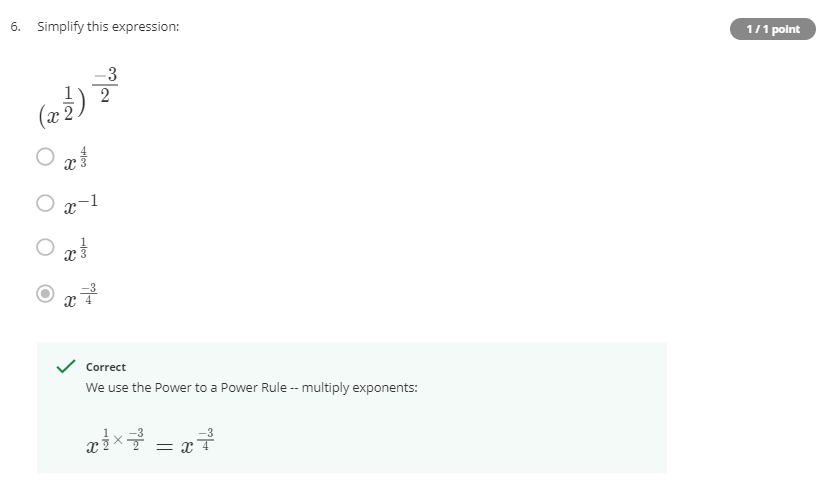 6. Simplify this expression:
1/1 point
(x^{\frac{1}{2}})^{\frac{-3}{2}}
x^{\frac{4}{3}}
x^{-1}
x^{\frac{1}{3}}
x^{\frac{-3}{4}}
Correct
We use the Power to a Power Rule -- multiply exponents:
x^{\frac{1}{2} \times \frac{-3}{2}} = x^{\frac{-3}{4}}